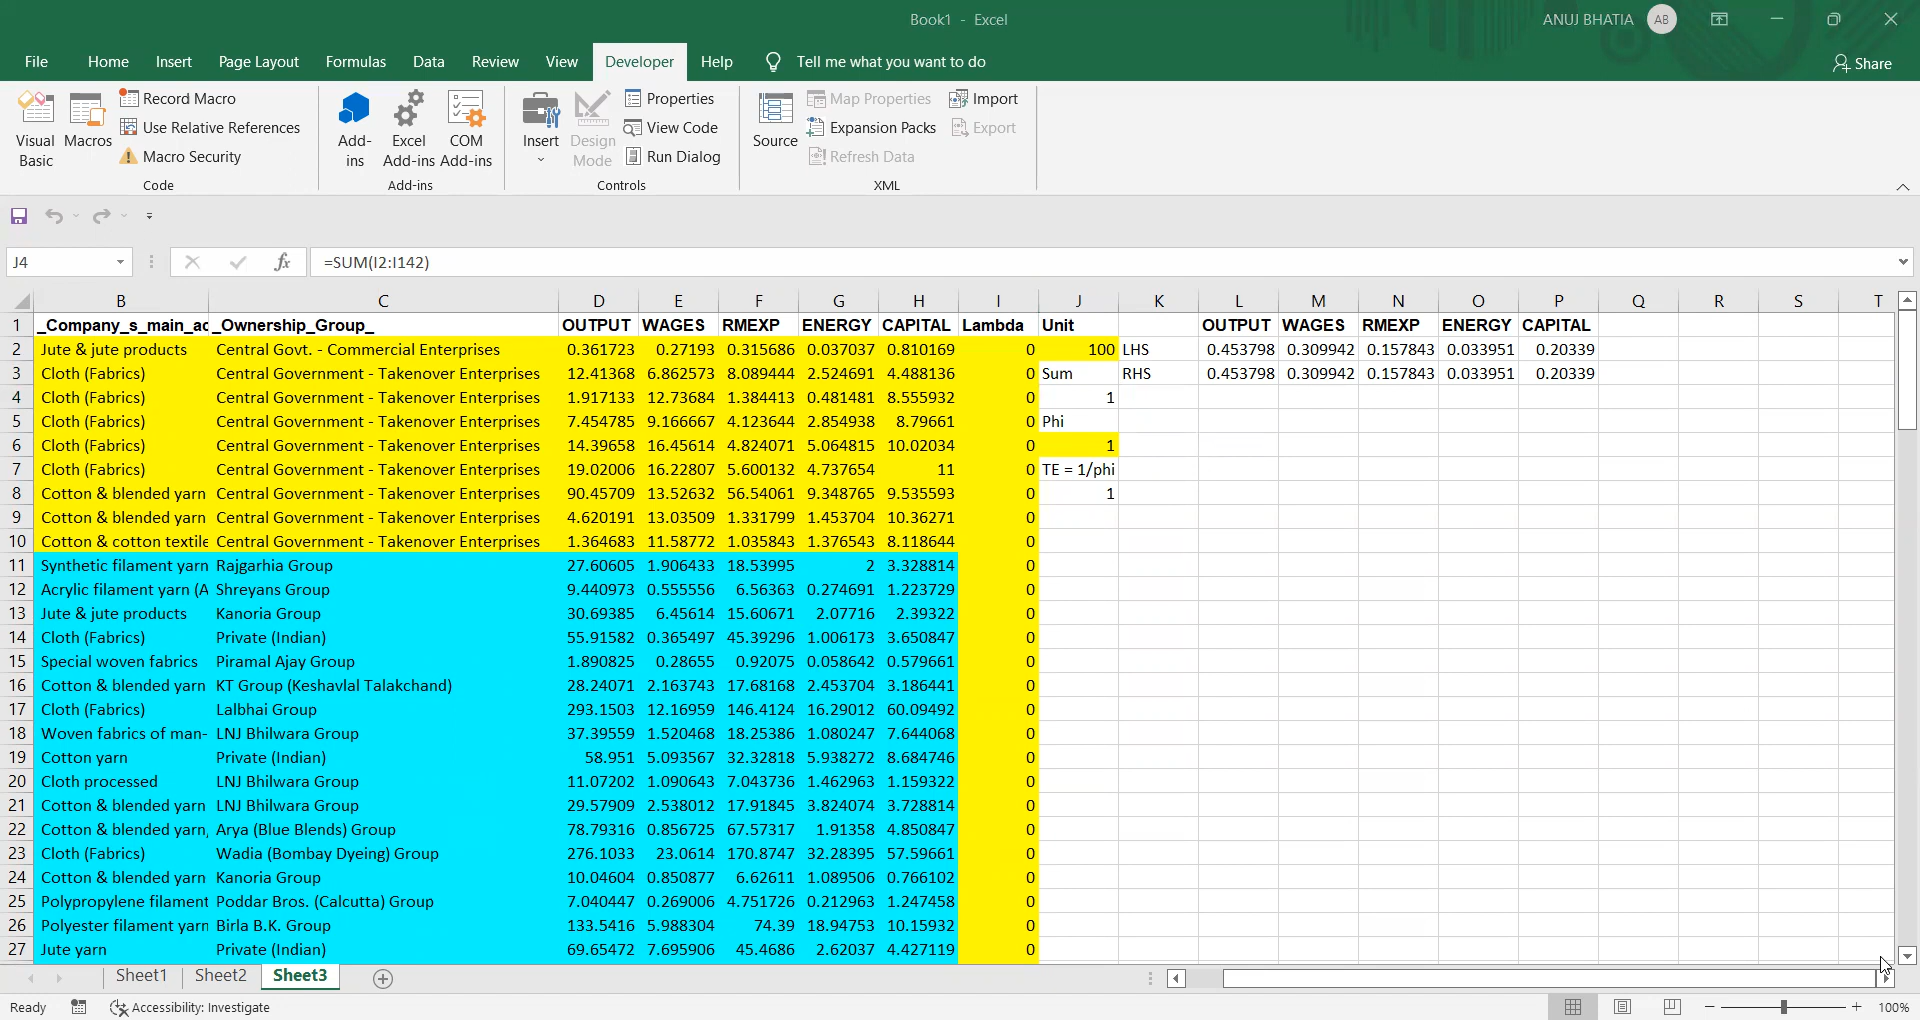 Book1 - Excel
ANUJ BHATIA AB
File Home Insert Page Layout Formulas Data Review View Developer Help Tell me what you want to do Share
Visual Basic
Macros
Record Macro
Use Relative References
Macro Security
Code
Add-ins
Excel Add-ins
COM Add-ins
Add-ins
Insert
Design Mode
Properties
View Code
Run Dialog
Controls
Source
Map Properties
Expansion Packs
Refresh Data
Import
Export
XML
J4 fx =SUM(I2:I142)
B C D E F G H I J K L M N O P Q R S T
1 _Company_s_main_ac _Ownership_Group_ OUTPUT WAGES RMEXP ENERGY CAPITAL Lambda Unit OUTPUT WAGES RMEXP ENERGY CAPITAL
2 Jute & jute products Central Govt. - Commercial Enterprises 0.361723 0.27193 0.315686 0.037037 0.810169 0 100 LHS 0.453798 0.309942 0.157843 0.033951 0.20339
3 Cloth (Fabrics) Central Government - Takenover Enterprises 12.41368 6.862573 8.089444 2.524691 4.488136 0 Sum RHS 0.453798 0.309942 0.157843 0.033951 0.20339
4 Cloth (Fabrics) Central Government - Takenover Enterprises 1.917133 12.73684 1.384413 0.481481 8.555932 0 1
5 Cloth (Fabrics) Central Government - Takenover Enterprises 7.454785 9.166667 4.123644 2.854938 8.79661 0 Phi
6 Cloth (Fabrics) Central Government - Takenover Enterprises 14.39658 16.45614 4.824071 5.064815 10.02034 0 1
7 Cloth (Fabrics) Central Government - Takenover Enterprises 19.02006 16.22807 5.600132 4.737654 11 0 TE = 1/phi
8 Cotton & blended yarn Central Government - Takenover Enterprises 90.45709 13.52632 56.54061 9.348765 9.535593 0 1
9 Cotton & blended yarn Central Government - Takenover Enterprises 4.620191 13.03509 1.331799 1.453704 10.36271 0
10 Cotton & cotton textile Central Government - Takenover Enterprises 1.364683 11.58772 1.035843 1.376543 8.118644 0
11 Synthetic filament yarn Rajgarhia Group 27.60605 1.906433 18.53995 2 3.328814 0
12 Acrylic filament yarn (A Shreyans Group 9.440973 0.555556 6.56363 0.274691 1.223729 0
13 Jute & jute products Kanoria Group 30.69385 6.45614 15.60671 2.07716 2.39322 0
14 Cloth (Fabrics) Private (Indian) 55.91582 0.365497 45.39296 1.006173 3.650847 0
15 Special woven fabrics Piramal Ajay Group 1.890825 0.28655 0.92075 0.058642 0.579661 0
16 Cotton & blended yarn KT Group (Keshavlal Talakchand) 28.24071 2.163743 17.68168 2.453704 3.186441 0
17 Cloth (Fabrics) Lalbhai Group 293.1503 12.16959 146.4124 16.29012 60.09492 0
18 Woven fabrics of man- LNJ Bhilwara Group 37.39559 1.520468 18.25386 1.080247 7.644068 0
19 Cotton yarn Private (Indian) 58.951 5.093567 32.32818 5.938272 8.684746 0
20 Cloth processed LNJ Bhilwara Group 11.07202 1.090643 7.043736 1.462963 1.159322 0
21 Cotton & blended yarn LNJ Bhilwara Group 29.57909 2.538012 17.91845 3.824074 3.728814 0
22 Cotton & blended yarn, Arya (Blue Blends) Group 78.79316 0.856725 67.57317 1.91358 4.850847 0
23 Cloth (Fabrics) Wadia (Bombay Dyeing) Group 276.1033 23.0614 170.8747 32.28395 57.59661 0
24 Cotton & blended yarn Kanoria Group 10.04604 0.850877 6.62611 1.089506 0.766102 0
25 Polypropylene filament Poddar Bros. (Calcutta) Group 7.040447 0.269006 4.751726 0.212963 1.247458 0
26 Polyester filament yarn Birla B.K. Group 133.5416 5.988304 74.39 18.94753 10.15932 0
27 Jute yarn Private (Indian) 69.65472 7.695906 45.4686 2.62037 4.427119 0
Sheet1 Sheet2 Sheet3
Ready Accessibility: Investigate 100%